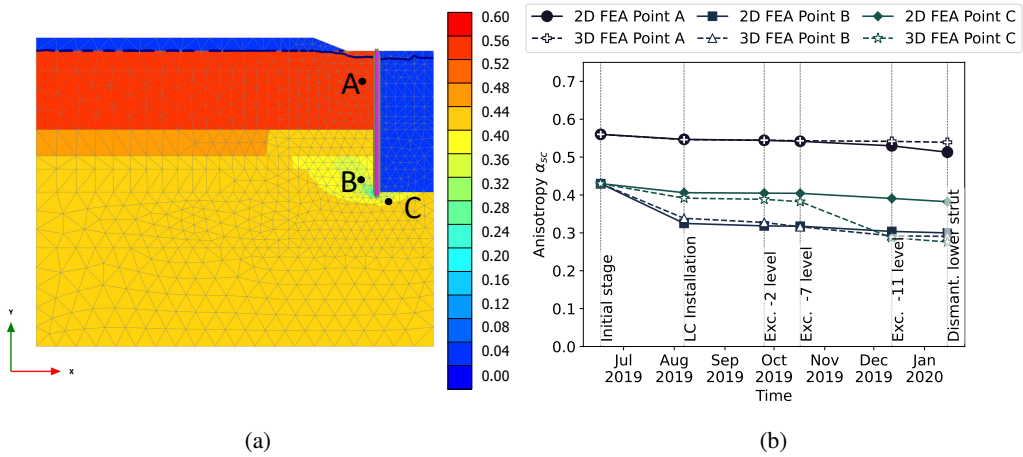 A
B
C
Y
X
0.60
0.56
0.52
0.48
0.44
0.40
0.36
0.32
0.28
0.24
0.20
0.16
0.12
0.08
0.04
0.00
(a)
2D FEA Point A
3D FEA Point A
2D FEA Point B
3D FEA Point B
2D FEA Point C
3D FEA Point C
Anisotropy αsc
0.7
0.6
0.5
0.4
0.3
0.2
0.1
0.0
Initial stage
LC Installation
Exc. -2 level
Exc. -7 level
Exc. -11 level
Dismant. lower strut
Jul 2019
Aug 2019
Sep 2019
Oct 2019
Nov 2019
Dec 2019
Jan 2020
Time
(b)